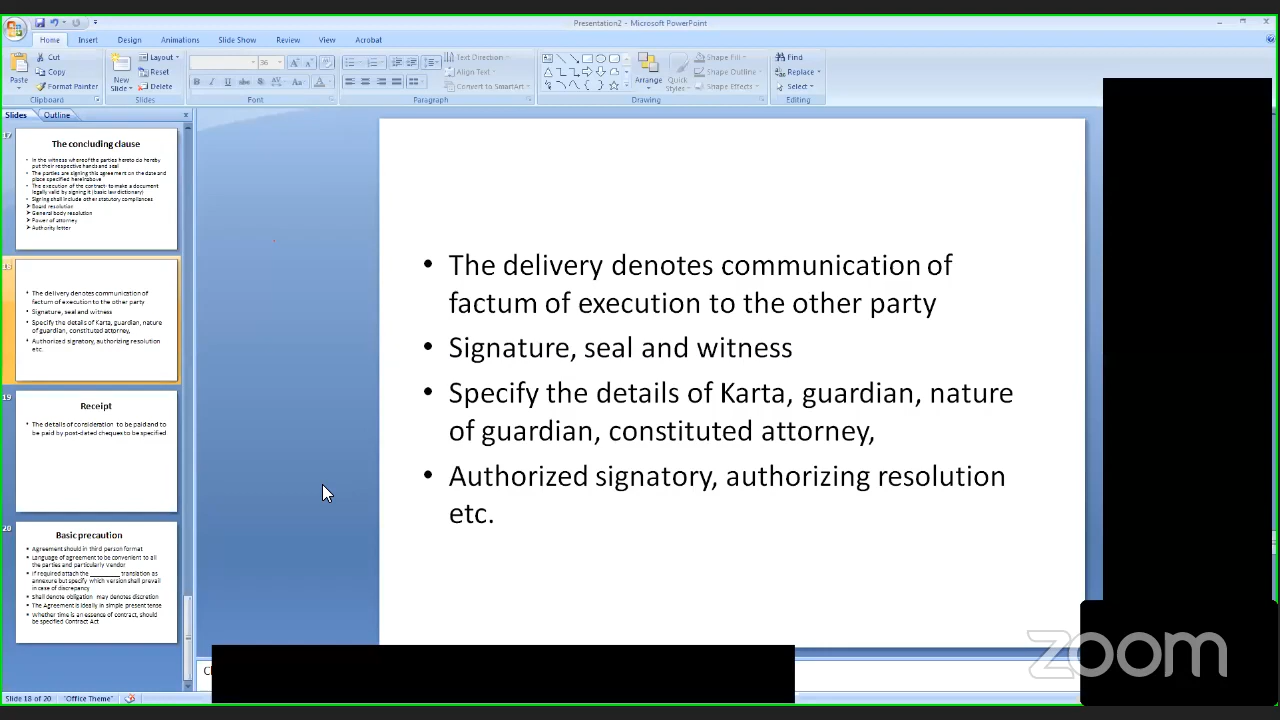 Presentation2 - Microsoft PowerPoint
Home Insert Design Animations Slide Show Review View Acrobat
Cut
Copy
Format Painter
Paste
Clipboard
New
Slide
Layout
Reset
Delete
Slides
36
Font
Text Direction
Align Text
Convert to SmartArt
Paragraph
Arrange
Quick
Styles
Shape Fill
Shape Outline
Shape Effects
Drawing
Find
Replace
Select
Editing
Slides Outline
17
The concluding clause
• In the witness whereof the parties hereto do hereby
put their respective hands and seal
• The parties are signing this agreement on the date and
place specified hereinabove
• The execution of the contract- to make a document
legally valid by signing it (basic law dictionary)
• Signing shall include other statutory compliances
➢ Board resolution
➢ General body resolution
➢ Power of attorney
➢ Authority letter
• The delivery denotes communication of
factum of execution to the other party
• Signature, seal and witness
• Specify the details of Karta, guardian, nature
of guardian, constituted attorney,
• Authorized signatory, authorizing resolution
etc.
19
Receipt
• The details of consideration to be paid and to
be paid by post-dated cheques to be specified
20
Basic precaution
• Agreement should in third person format
• Language of agreement to be convenient to all
the parties and particularly Vendor
• If required attach the ________ translation as
annexure but specify which version shall prevail
in case of discrepancy
• Shall denote obligation may denotes discretion
• The Agreement is ideally in simple present tense
• Whether time is an essence of contract, should
be specified Contract Act
• The delivery denotes communication of
factum of execution to the other party
• Signature, seal and witness
• Specify the details of Karta, guardian, nature
of guardian, constituted attorney,
• Authorized signatory, authorizing resolution
etc.
zoom
Slide 18 of 20 "Office Theme"